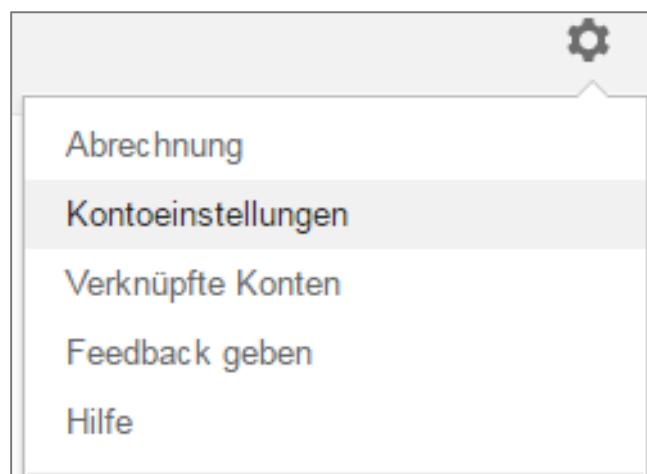 Abrechnung
Kontoeinstellungen
Verknüpfte Konten
Feedback geben
Hilfe